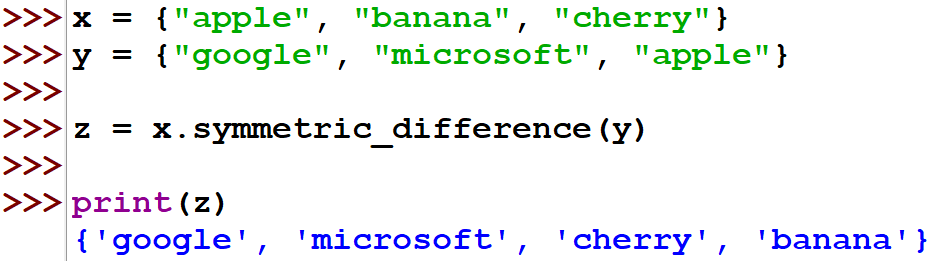 >>> x = {"apple", "banana", "cherry"}
>>> y = {"google", "microsoft", "apple"}
>>>
>>> z = x.symmetric_difference(y)
>>>
>>> print(z)
{'google', 'microsoft', 'cherry', 'banana'}